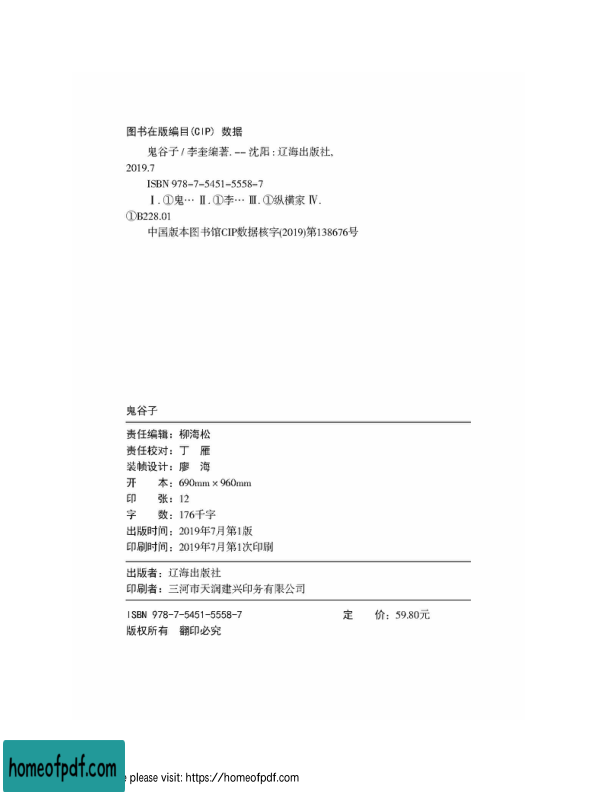 图书在版编目(CIP) 数据
鬼谷子 / 李奎编著. -- 沈阳 : 辽海出版社,
2019.7
ISBN 978-7-5451-5558-7
Ⅰ. ①鬼… Ⅱ. ①李… Ⅲ. ①纵横家 Ⅳ.
①B228.01
中国版本图书馆CIP数据核字(2019)第138676号
鬼谷子
责任编辑：柳海松
责任校对：丁 雁
装帧设计：廖 海
开 本：690mm × 960mm
印 张：12
字 数：176千字
出版时间：2019年7月第1版
印刷时间：2019年7月第1次印刷
出版者：辽海出版社
印刷者：三河市天润建兴印务有限公司
ISBN 978-7-5451-5558-7 定 价：59.80元
版权所有 翻印必究
homeofpdf.com
please visit: https://homeofpdf.com